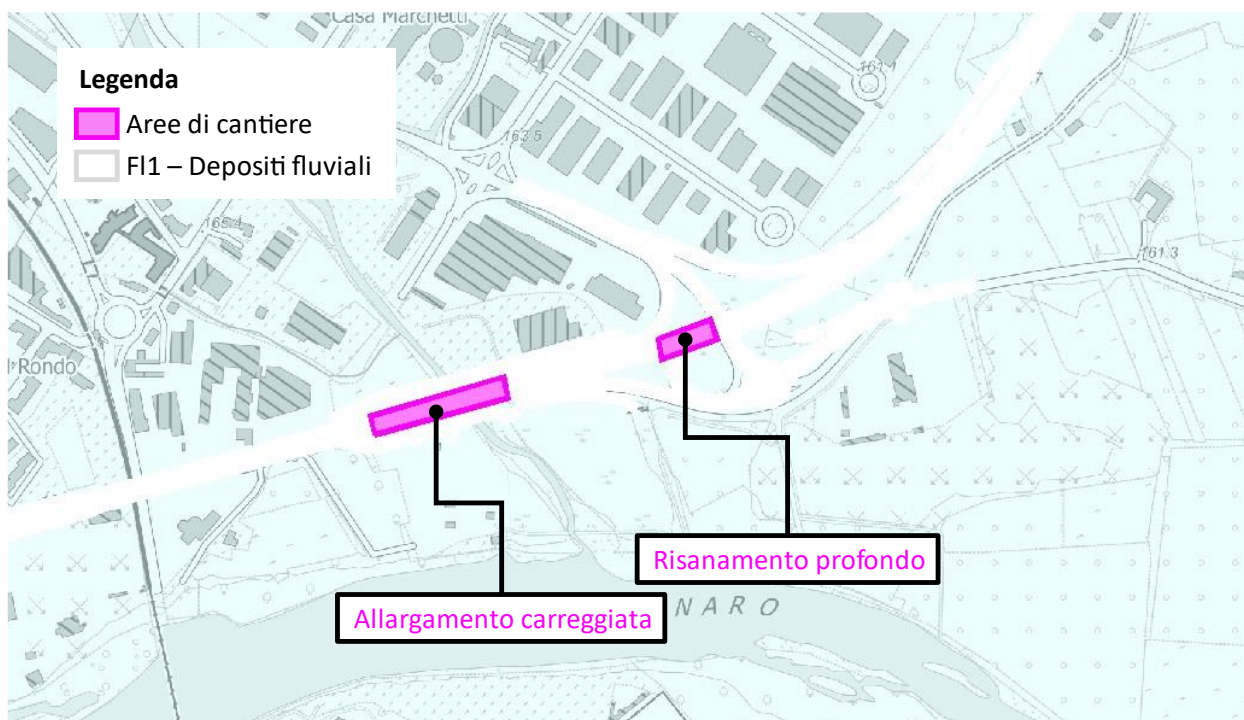 Casa Marchetti
Legenda
Aree di cantiere
Fl1 – Depositi fluviali
161.1
163.5
165.4
161.3
Rondo
Risanamento profondo
NARO
Allargamento carreggiata